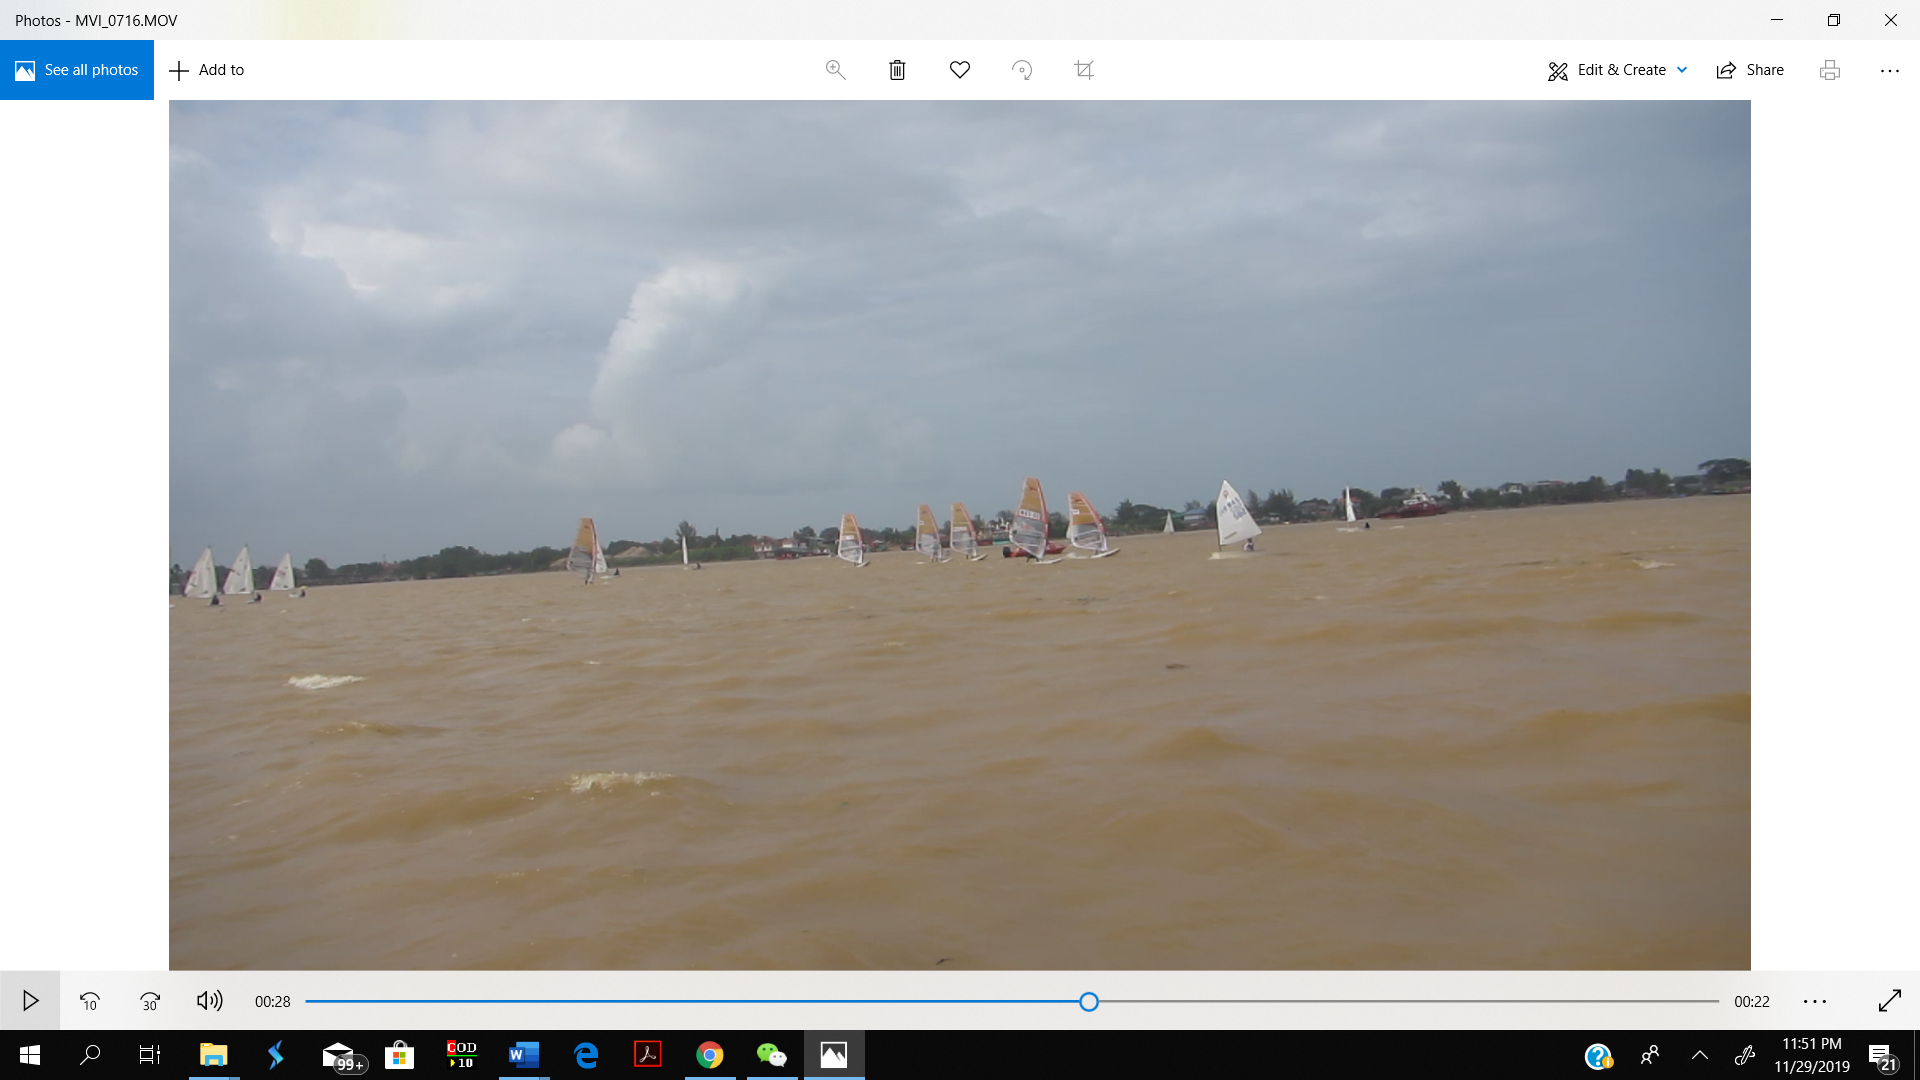 Photos - MVI_0716.MOV
See all photos
Add to
Edit & Create
Share
00:28
00:22
10
30
99+
COD
10
W
11:51 PM
11/29/2019
21